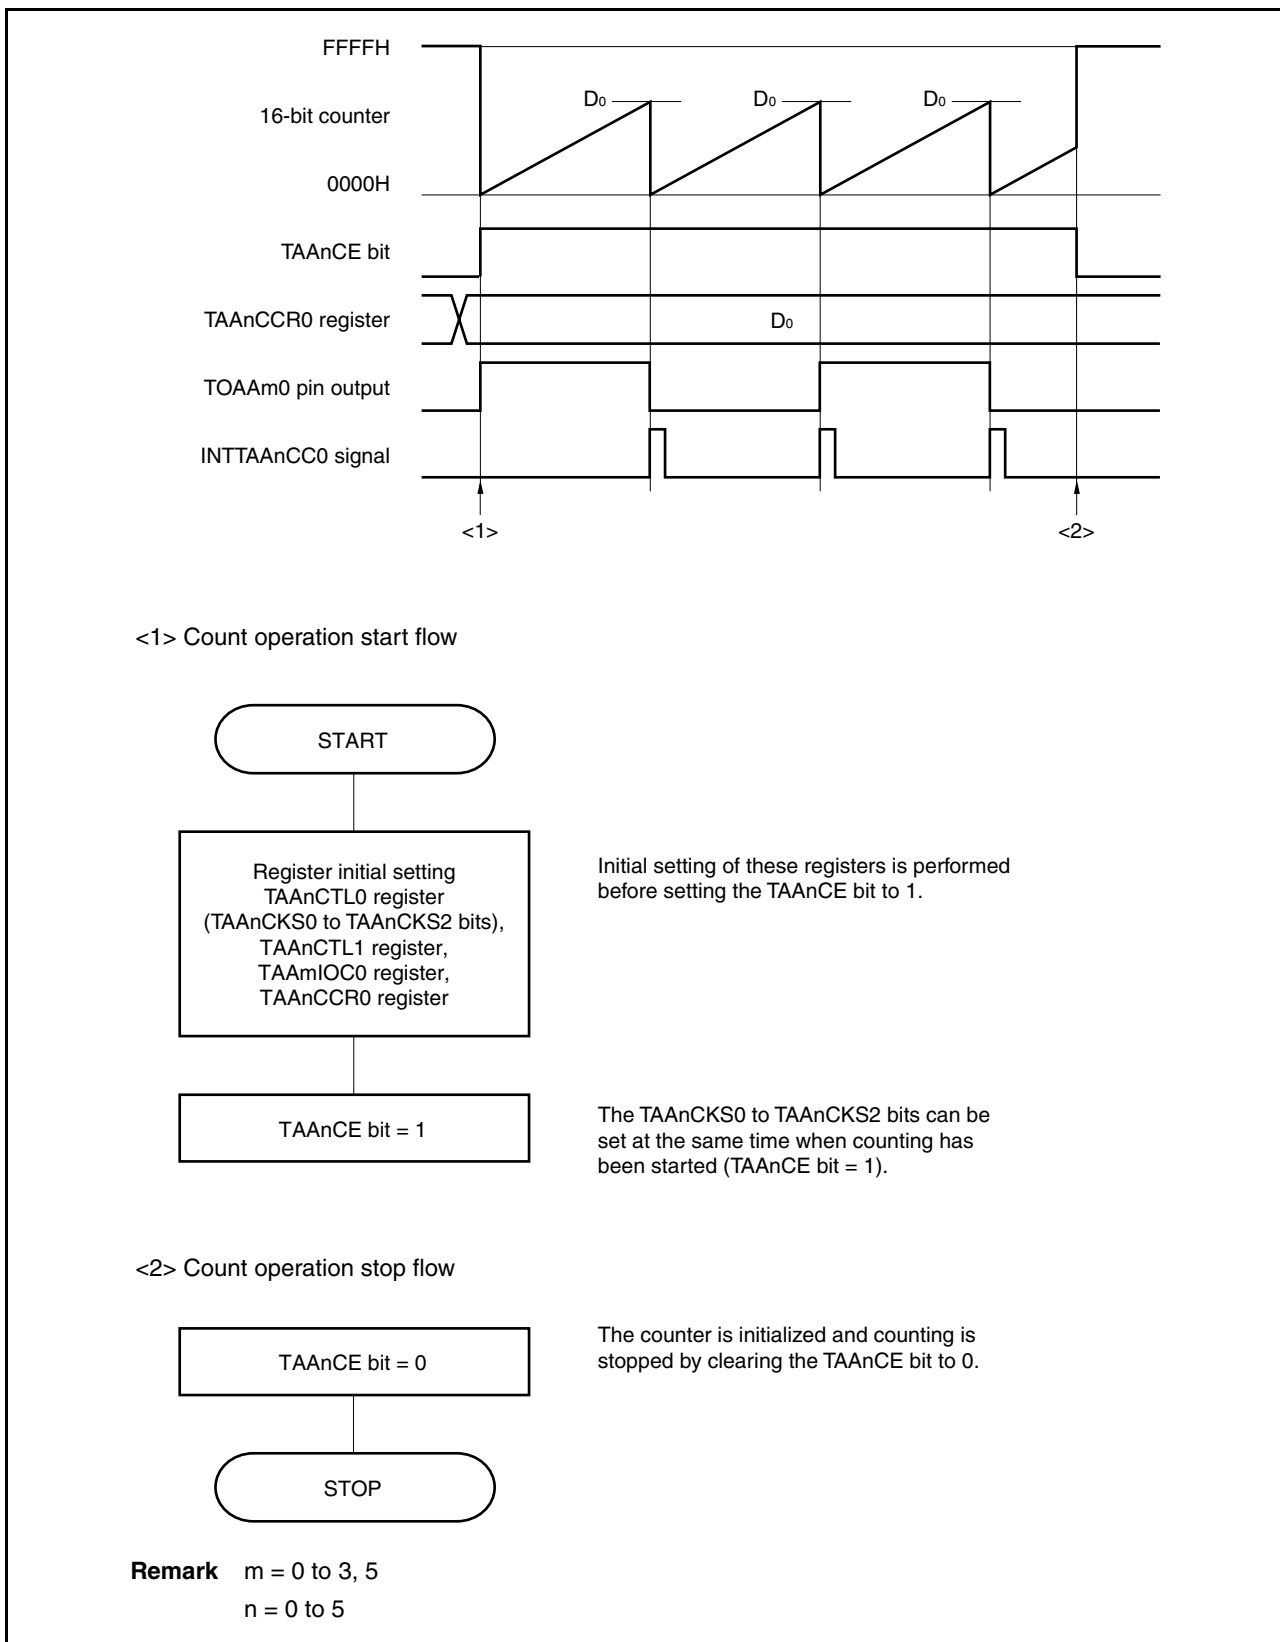 FFFFH
D0 D0 D0
16-bit counter
0000H
TAAnCE bit
TAAnCCR0 register
D0
TOAAm0 pin output
INTTAAnCC0 signal
<1> <2>
<1> Count operation start flow
START
Register initial setting
TAAnCTL0 register
(TAAnCKS0 to TAAnCKS2 bits),
TAAnCTL1 register,
TAAmIOC0 register,
TAAnCCR0 register
Initial setting of these registers is performed
before setting the TAAnCE bit to 1.
TAAnCE bit = 1
The TAAnCKS0 to TAAnCKS2 bits can be
set at the same time when counting has
been started (TAAnCE bit = 1).
<2> Count operation stop flow
TAAnCE bit = 0
The counter is initialized and counting is
stopped by clearing the TAAnCE bit to 0.
STOP
Remark m = 0 to 3, 5
n = 0 to 5